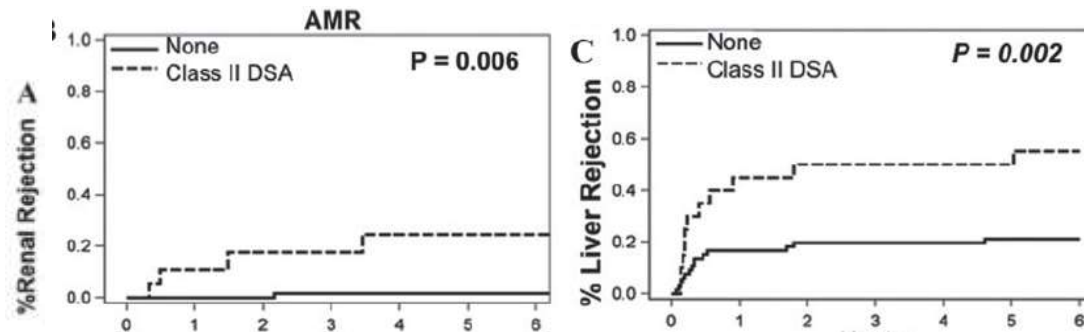 AMR
A
%Renal Rejection
None
Class II DSA
P = 0.006
1.0
0.8
0.6
0.4
0.2
0.0
0 1 2 3 4 5 6
C
% Liver Rejection
None
Class II DSA
P = 0.002
1.0
0.8
0.6
0.4
0.2
0.0
0 1 2 3 4 5 6